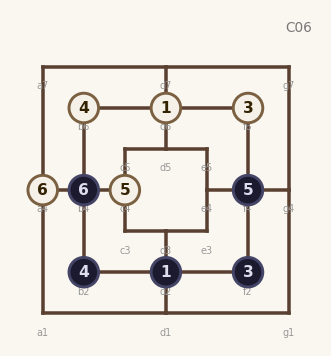 C06
a7 d7 g7
4 1 3
b6 d6 f6
c5 d5 e5
6 6 5 5
a4 b4 c4 e4 f4 g4
c3 d3 e3
4 1 3
b2 d2 f2
a1 d1 g1